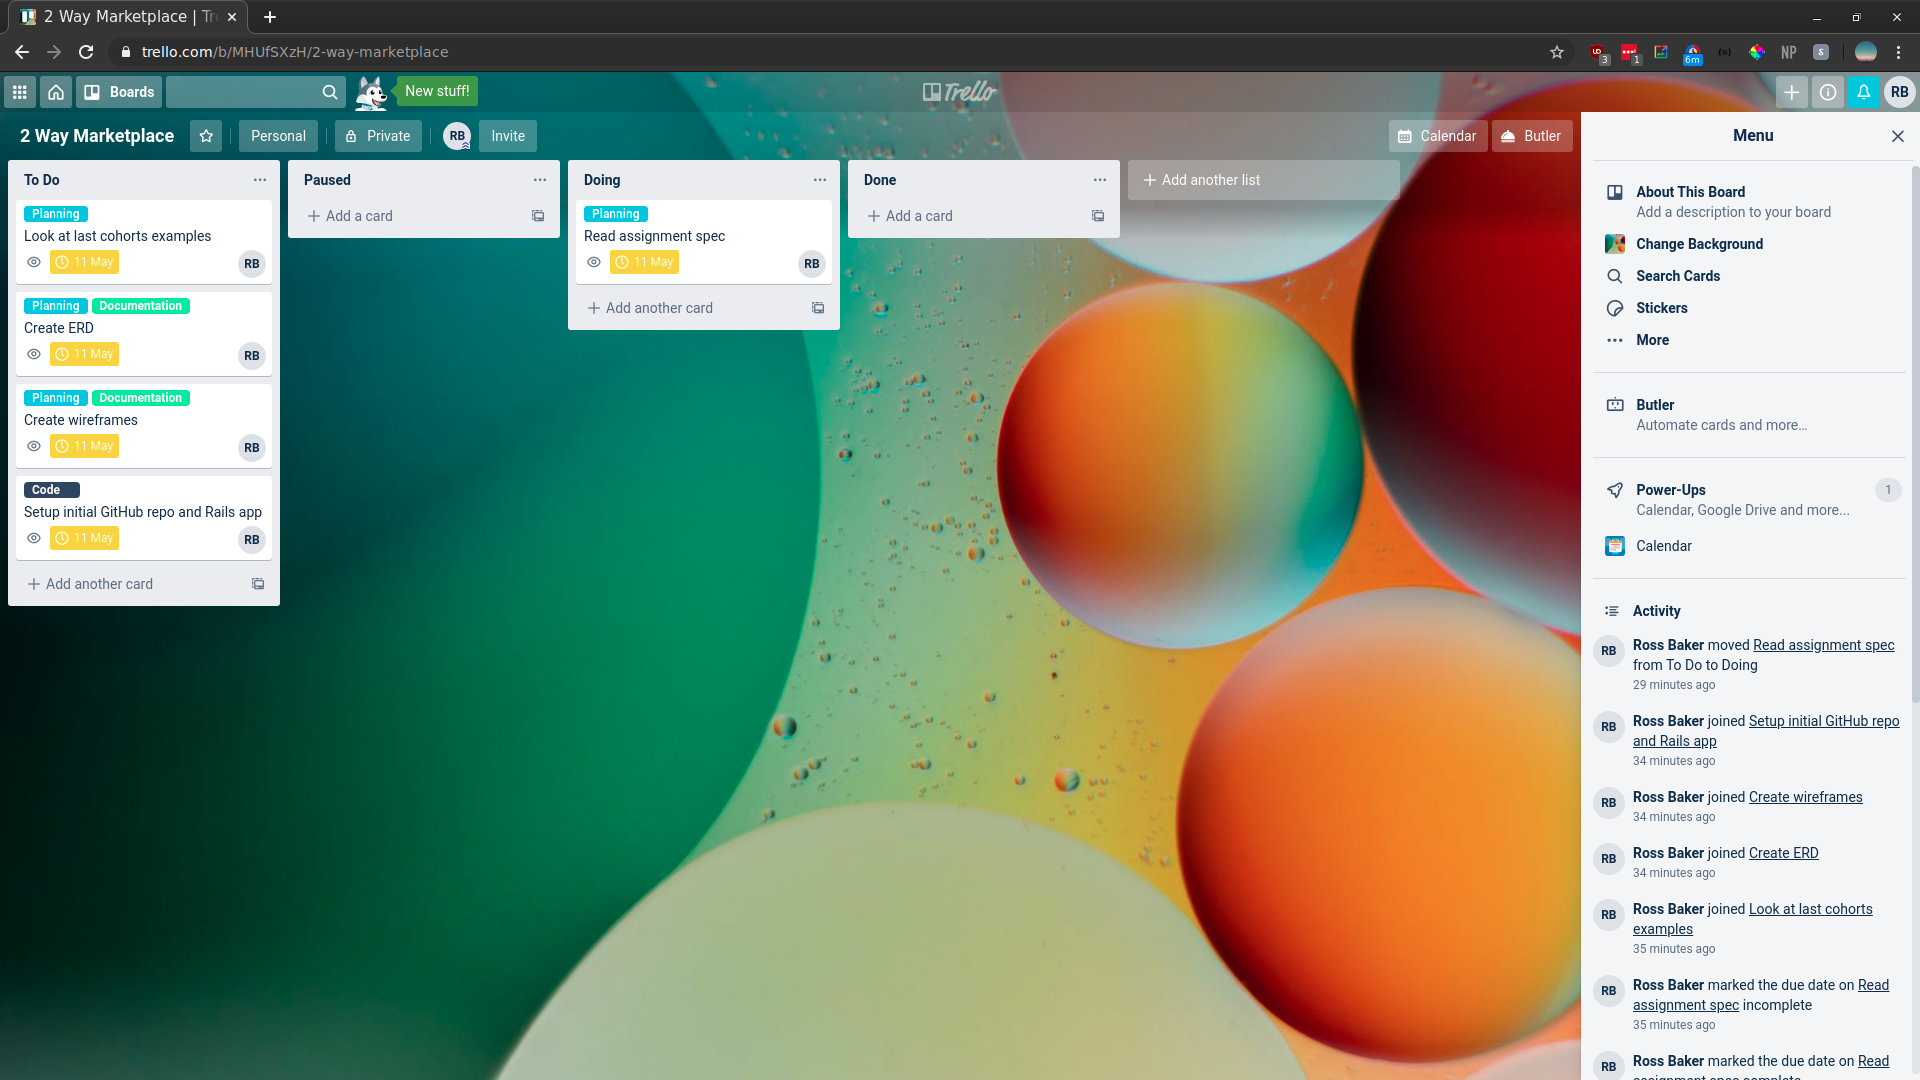 2 Way Marketplace | Tr
trello.com/b/MHUfSXzH/2-way-marketplace
3
1
6m
NP
Boards
New stuff!
Trello
RB
2 Way Marketplace
Personal
Private
RB
Invite
Calendar
Butler
To Do
Planning
Look at last cohorts examples
11 May
RB
Planning Documentation
Create ERD
11 May
RB
Planning Documentation
Create wireframes
11 May
RB
Code
Setup initial GitHub repo and Rails app
11 May
RB
Add another card
Paused
Add a card
Doing
Planning
Read assignment spec
11 May
RB
Add another card
Done
Add a card
Add another list
Menu
About This Board
Add a description to your board
Change Background
Search Cards
Stickers
More
Butler
Automate cards and more…
Power-Ups
1
Calendar, Google Drive and more...
Calendar
Activity
RB
Ross Baker moved Read assignment spec
from To Do to Doing
29 minutes ago
RB
Ross Baker joined Setup initial GitHub repo
and Rails app
34 minutes ago
RB
Ross Baker joined Create wireframes
34 minutes ago
RB
Ross Baker joined Create ERD
34 minutes ago
RB
Ross Baker joined Look at last cohorts
examples
35 minutes ago
RB
Ross Baker marked the due date on Read
assignment spec incomplete
35 minutes ago
RB
Ross Baker marked the due date on Read
assignment spec complete